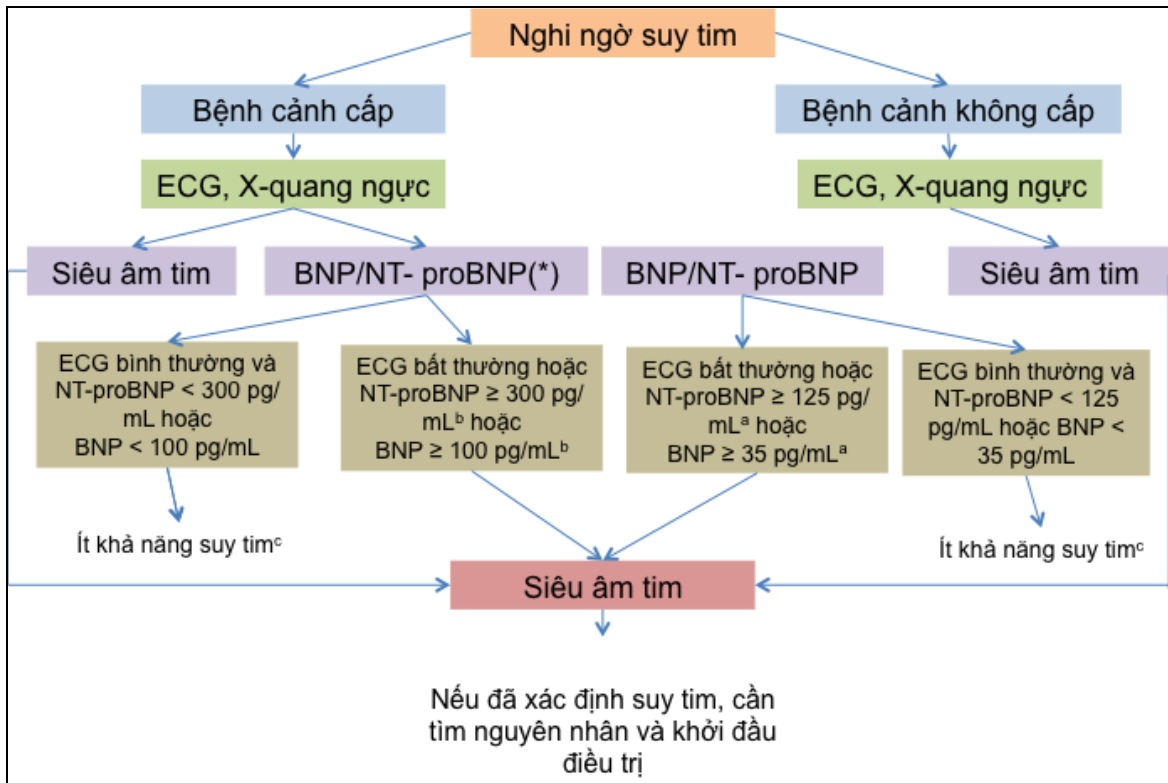 Nghi ngờ suy tim
Bệnh cảnh cấp
Bệnh cảnh không cấp
ECG, X-quang ngực
ECG, X-quang ngực
Siêu âm tim
BNP/NT- proBNP(*)
BNP/NT- proBNP
Siêu âm tim
ECG bình thường và
NT-proBNP < 300 pg/
mL hoặc
BNP < 100 pg/mL
ECG bất thường hoặc
NT-proBNP ≥ 300 pg/
mLᵇ hoặc
BNP ≥ 100 pg/mLᵇ
ECG bất thường hoặc
NT-proBNP ≥ 125 pg/
mLᵃ hoặc
BNP ≥ 35 pg/mLᵃ
ECG bình thường và
NT-proBNP < 125
pg/mL hoặc BNP <
35 pg/mL
Ít khả năng suy timᶜ
Ít khả năng suy timᶜ
Siêu âm tim
Nếu đã xác định suy tim, cần
tìm nguyên nhân và khởi đầu
điều trị